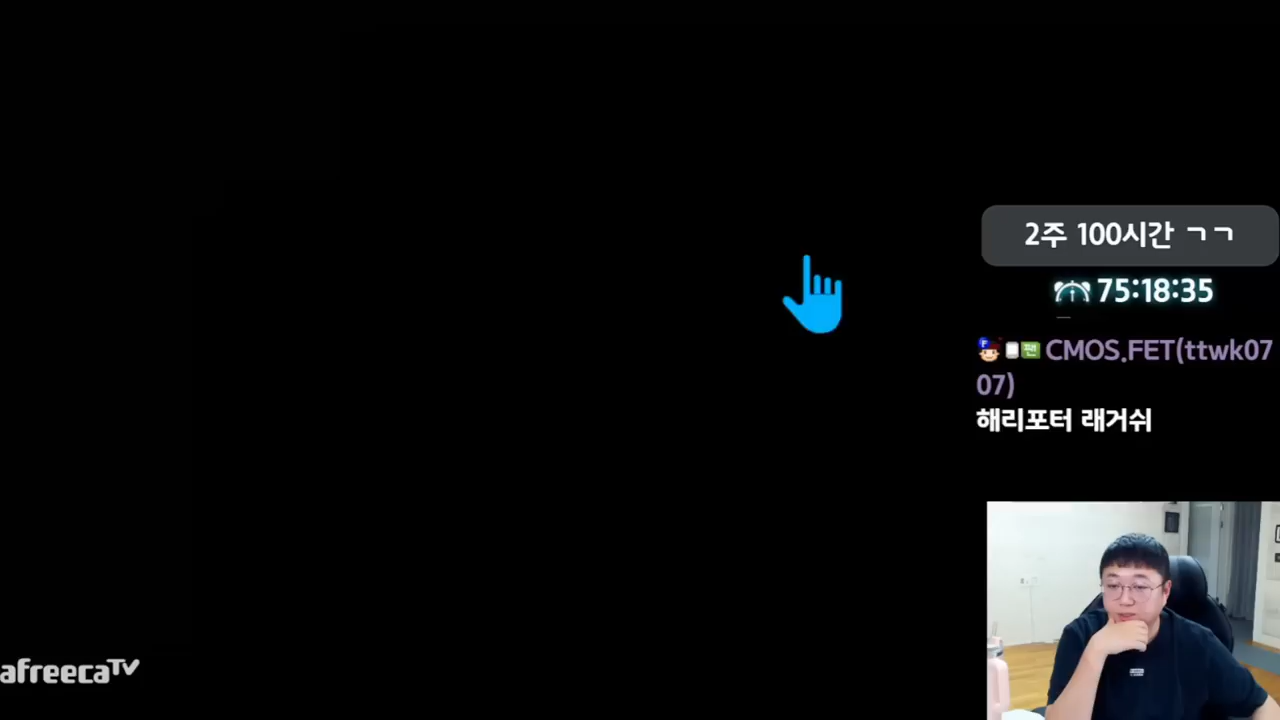 2주 100시간 ㄱㄱ
75:18:35
팬 CMOS.FET(ttwk07
07)
해리포터 래거쉬
afreecaTV